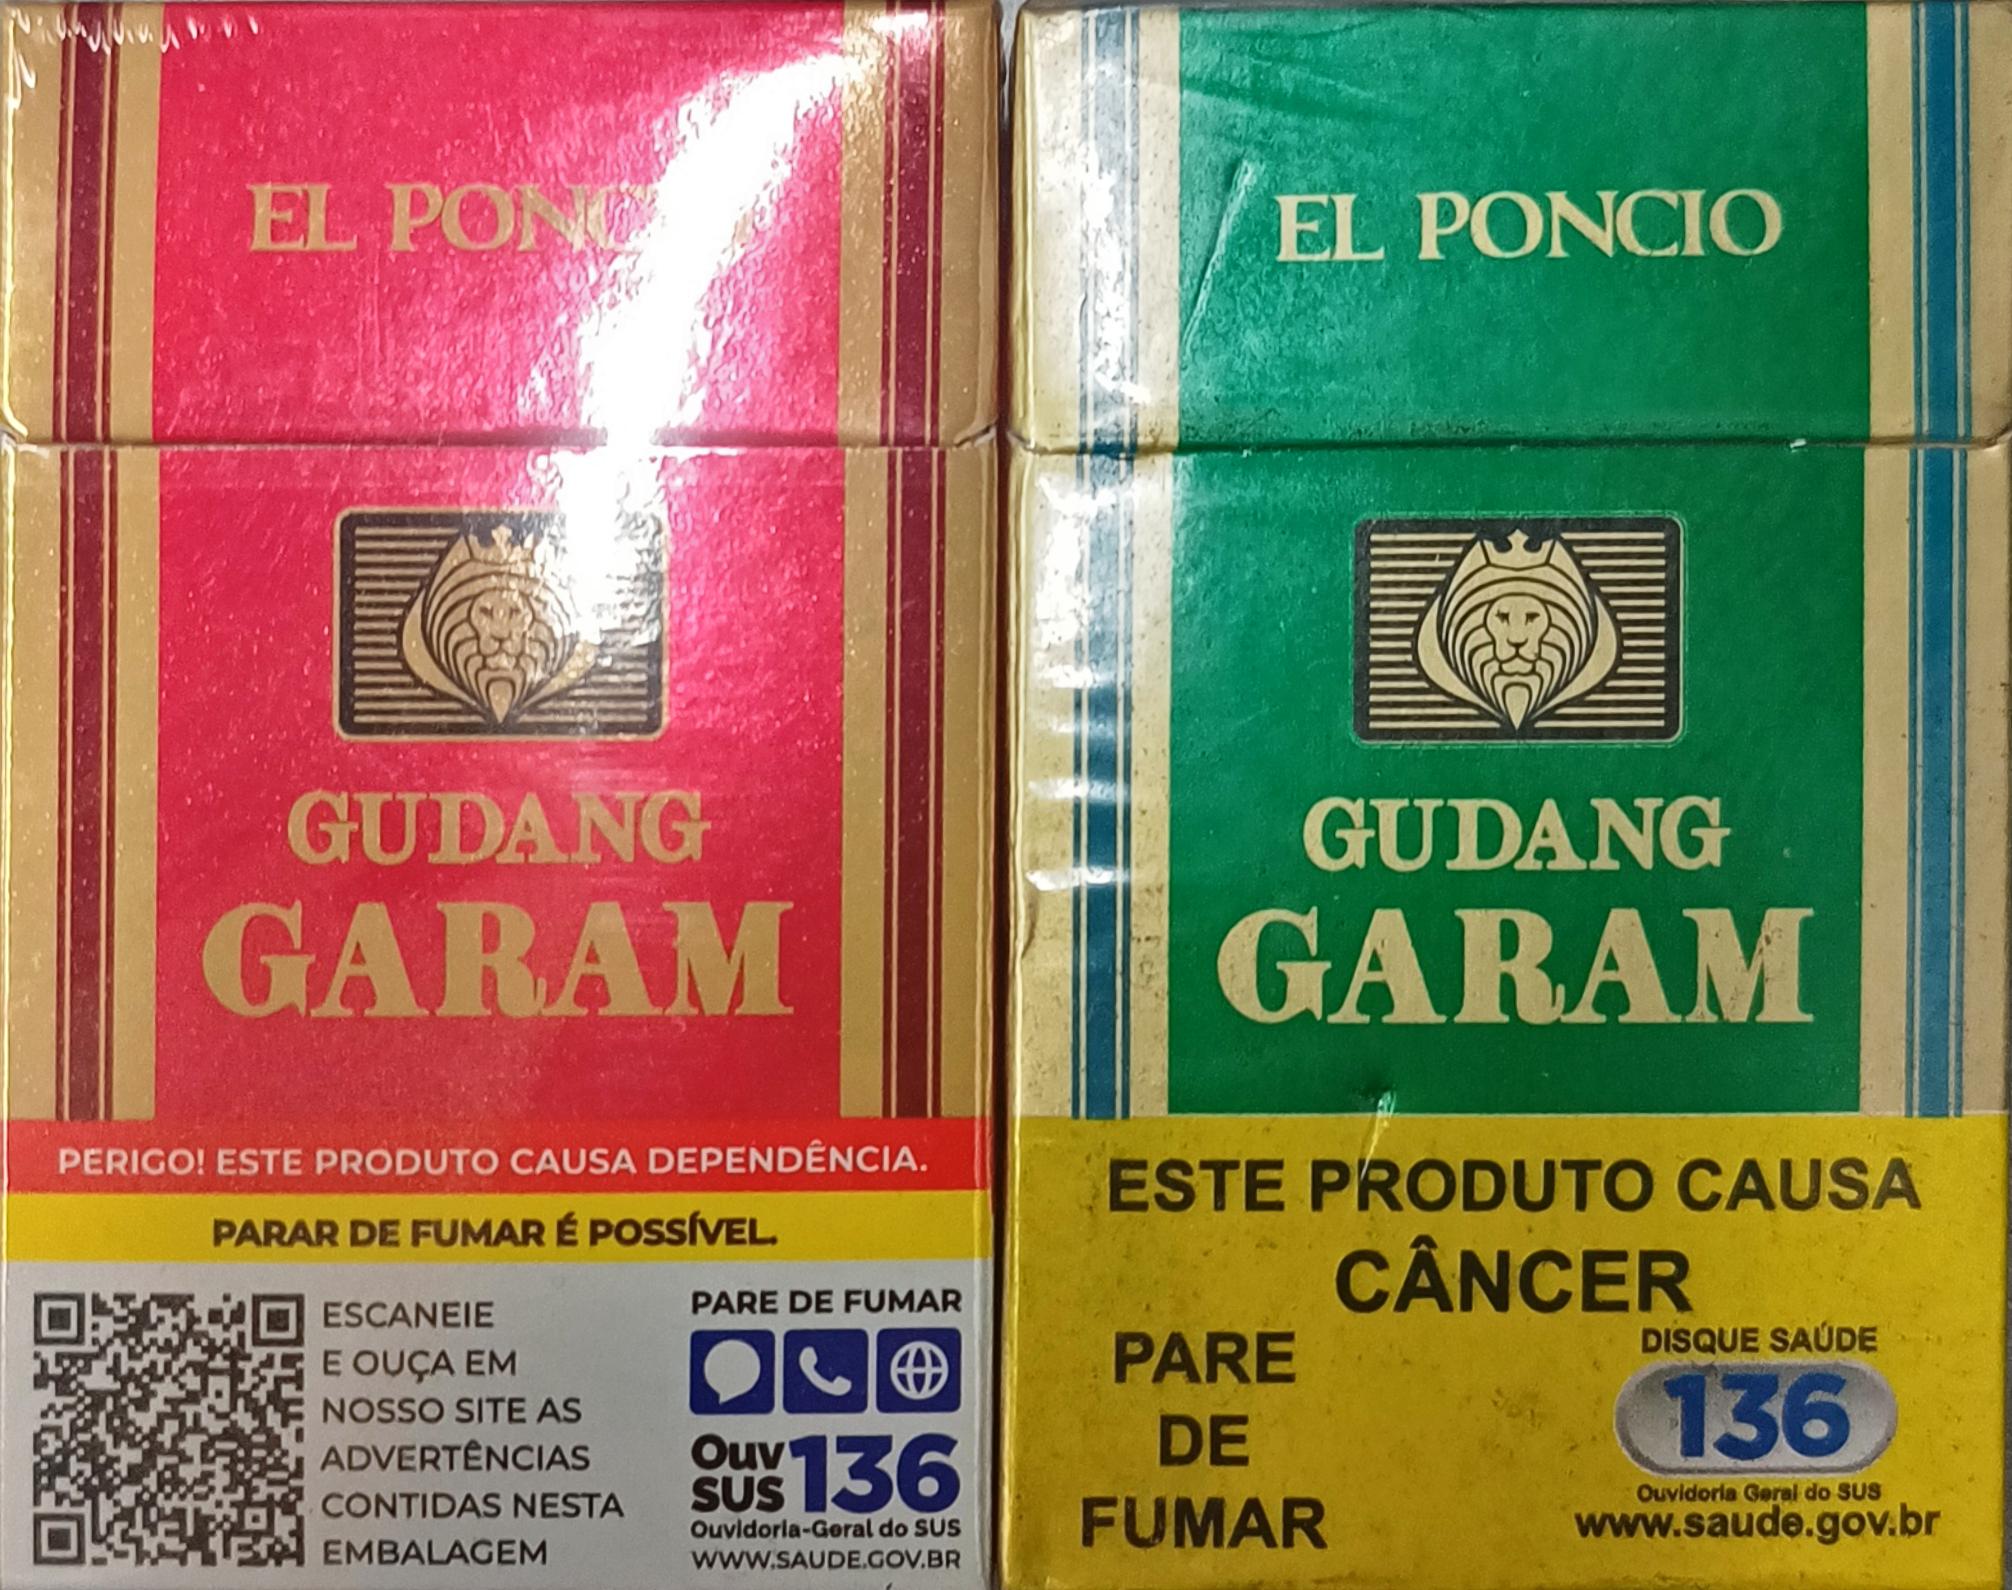 EL PONC
GUDANG
GARAM
PERIGO! ESTE PRODUTO CAUSA DEPENDÊNCIA.
PARAR DE FUMAR É POSSÍVEL.
ESCANEIE
E OUÇA EM
NOSSO SITE AS
ADVERTÊNCIAS
CONTIDAS NESTA
EMBALAGEM
PARE DE FUMAR
Ouv
SUS 136
Ouvidoria-Geral do SUS
WWW.SAUDE.GOV.BR
EL PONCIO
GUDANG
GARAM
ESTE PRODUTO CAUSA
CÂNCER
PARE
DE
FUMAR
DISQUE SAÚDE
136
Ouvidoria Geral do SUS
www.saude.gov.br